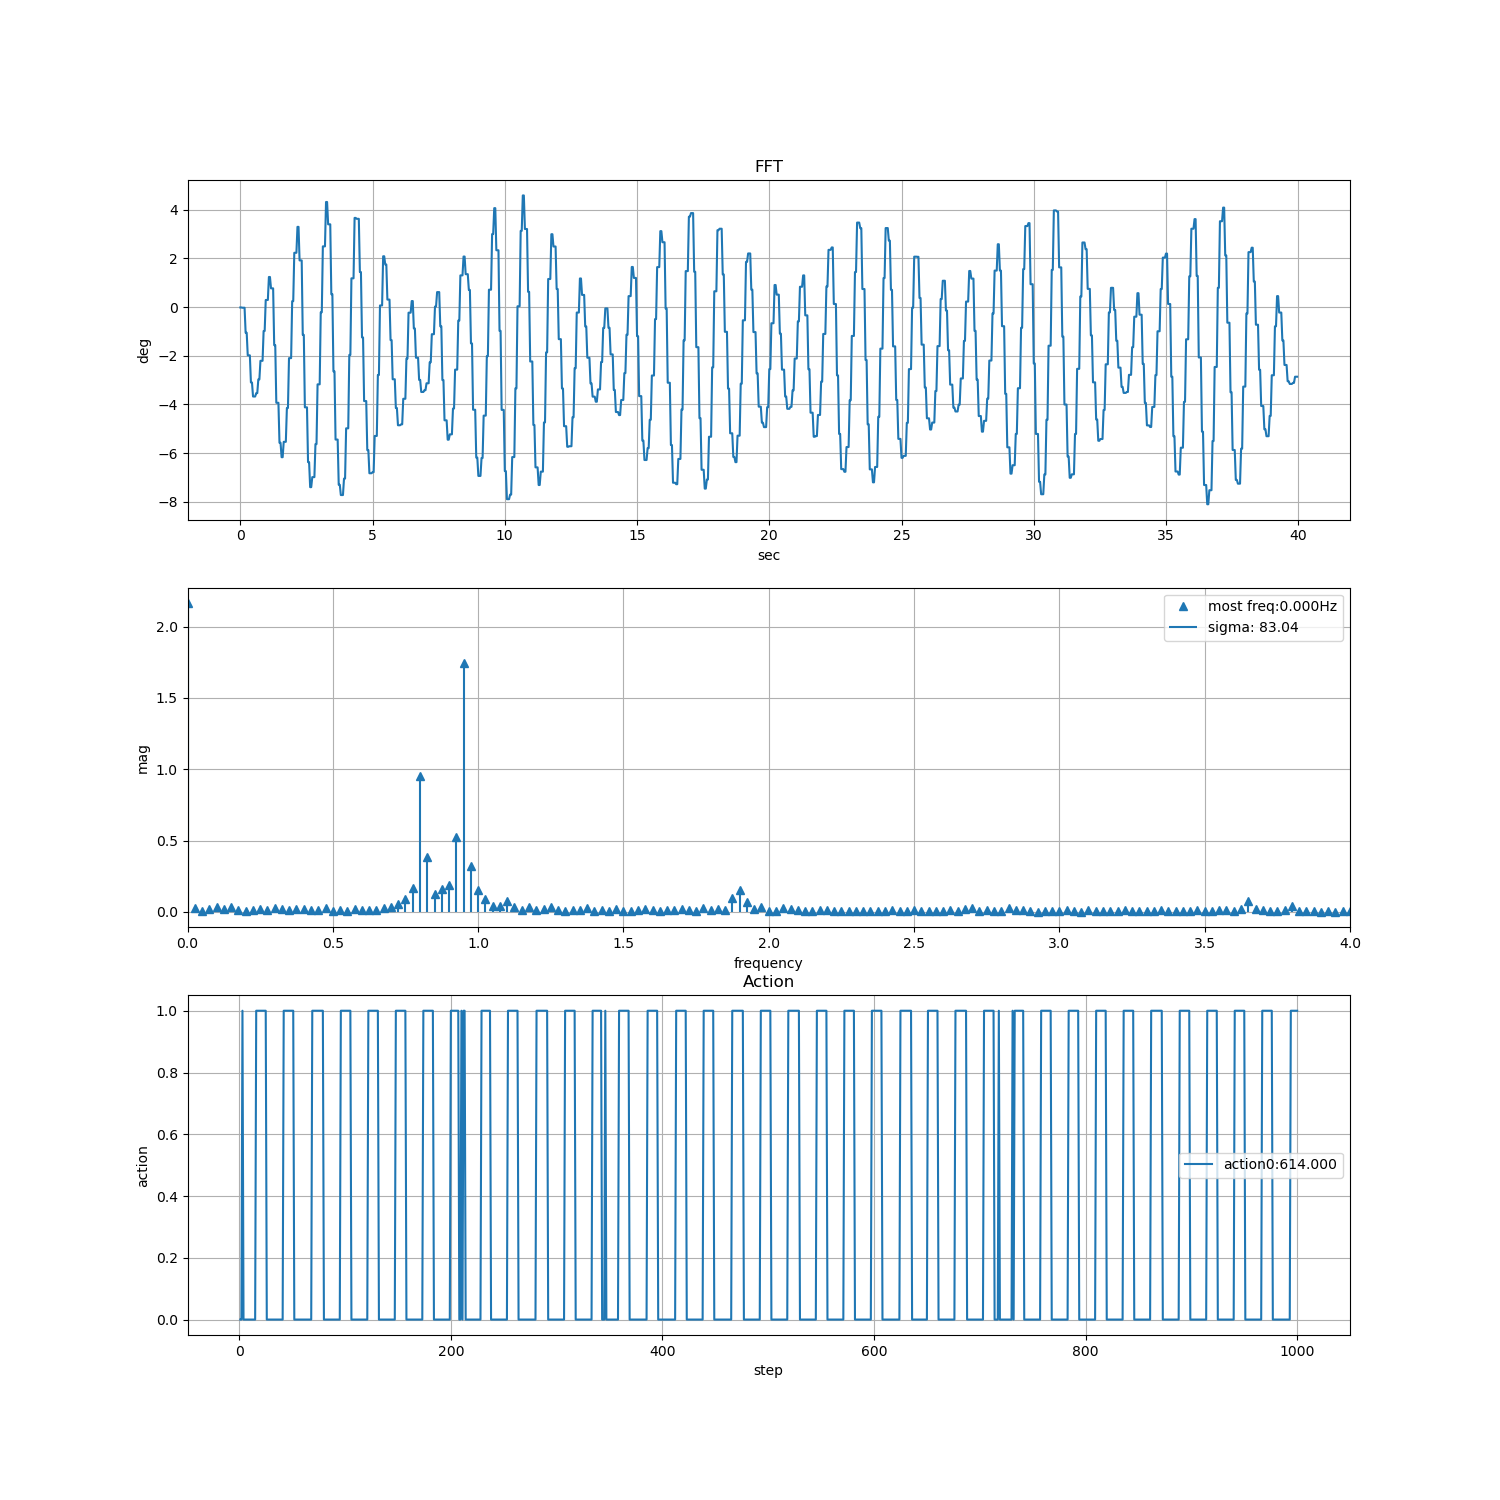 FFT
4
2
0
−2
−4
−6
−8
deg
0 5 10 15 20 25 30 35 40
sec
most freq:0.000Hz
sigma: 83.04
2.0
1.5
1.0
0.5
0.0
mag
0.0 0.5 1.0 1.5 2.0 2.5 3.0 3.5 4.0
frequency
Action
1.0
0.8
0.6
0.4
0.2
0.0
action
action0:614.000
0 200 400 600 800 1000
step